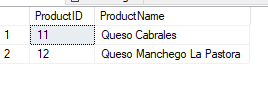 ProductID ProductName
1 11 Queso Cabrales
2 12 Queso Manchego La Pastora